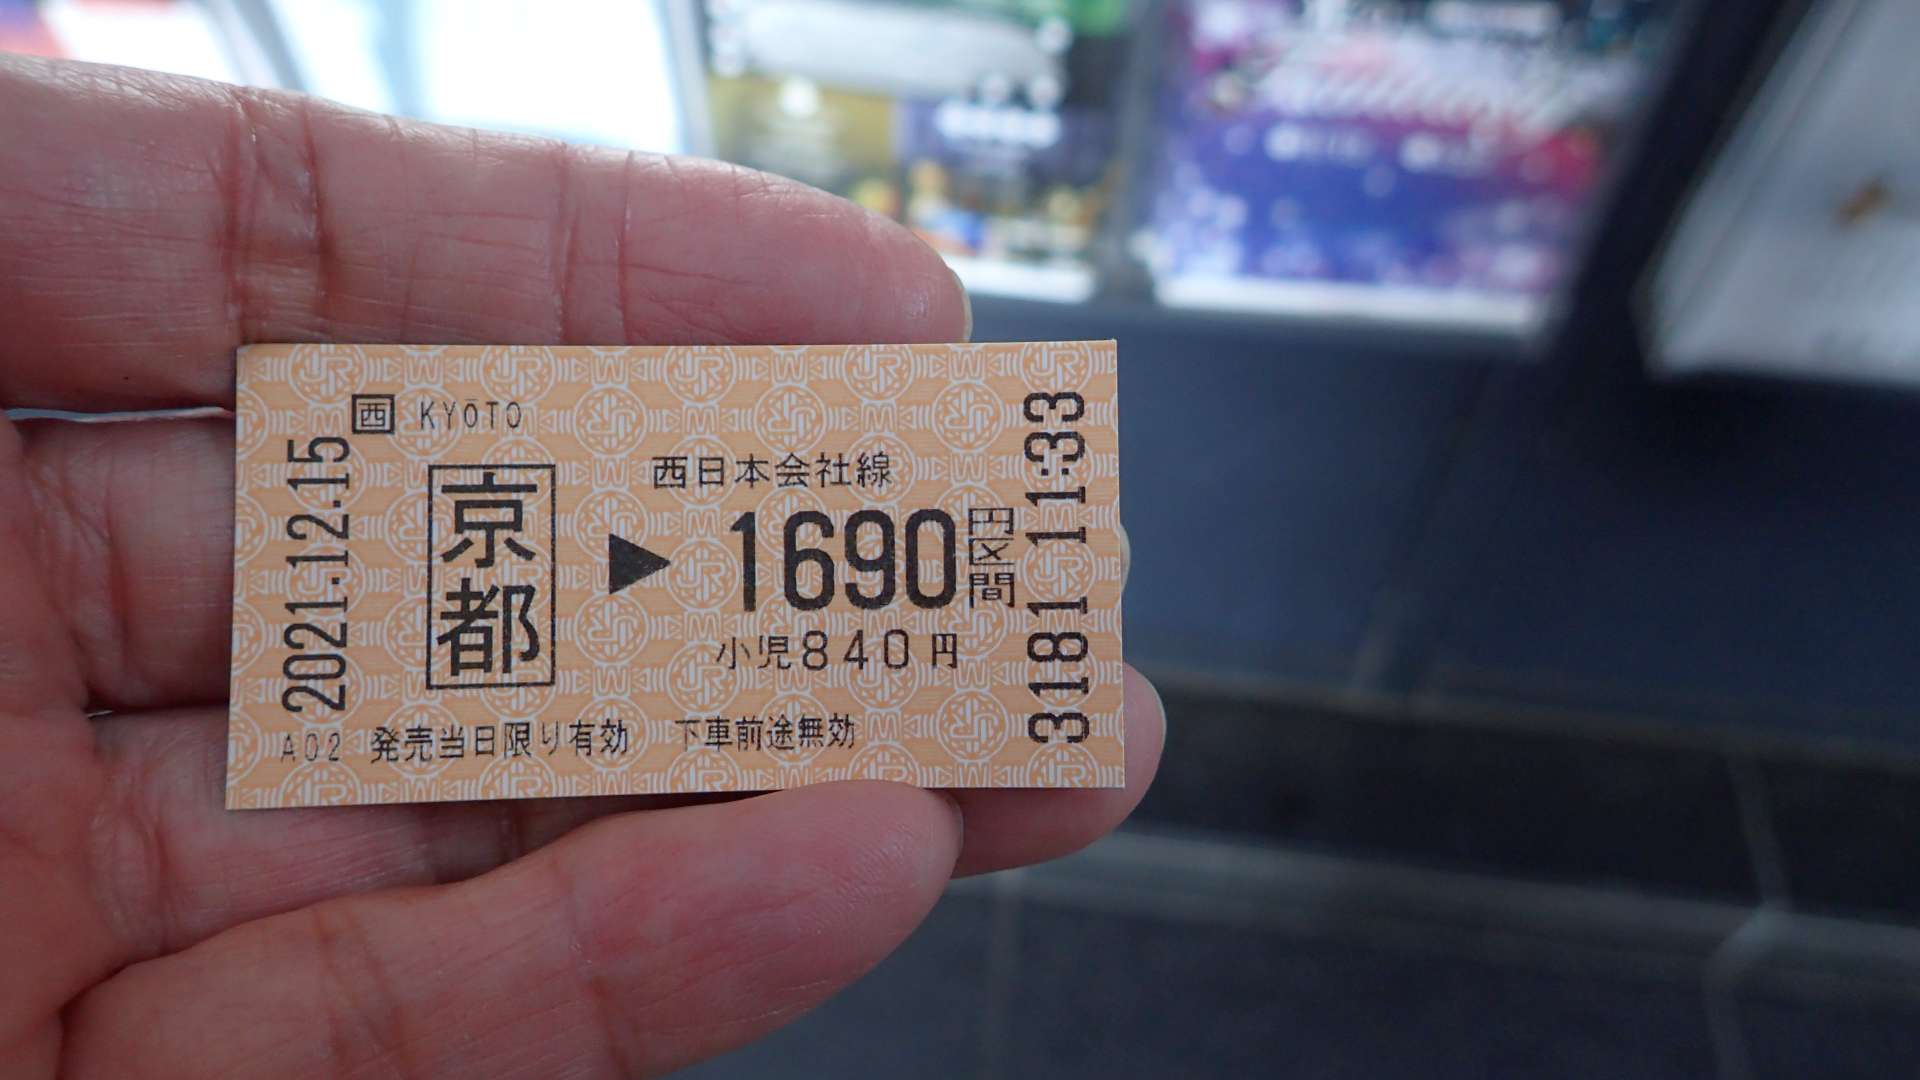 西 KYŌTO
2021.12.15
京都
西日本会社線
▶ 1690円区間
小児840円
3181 11:33
A02 発売当日限り有効 下車前途無効